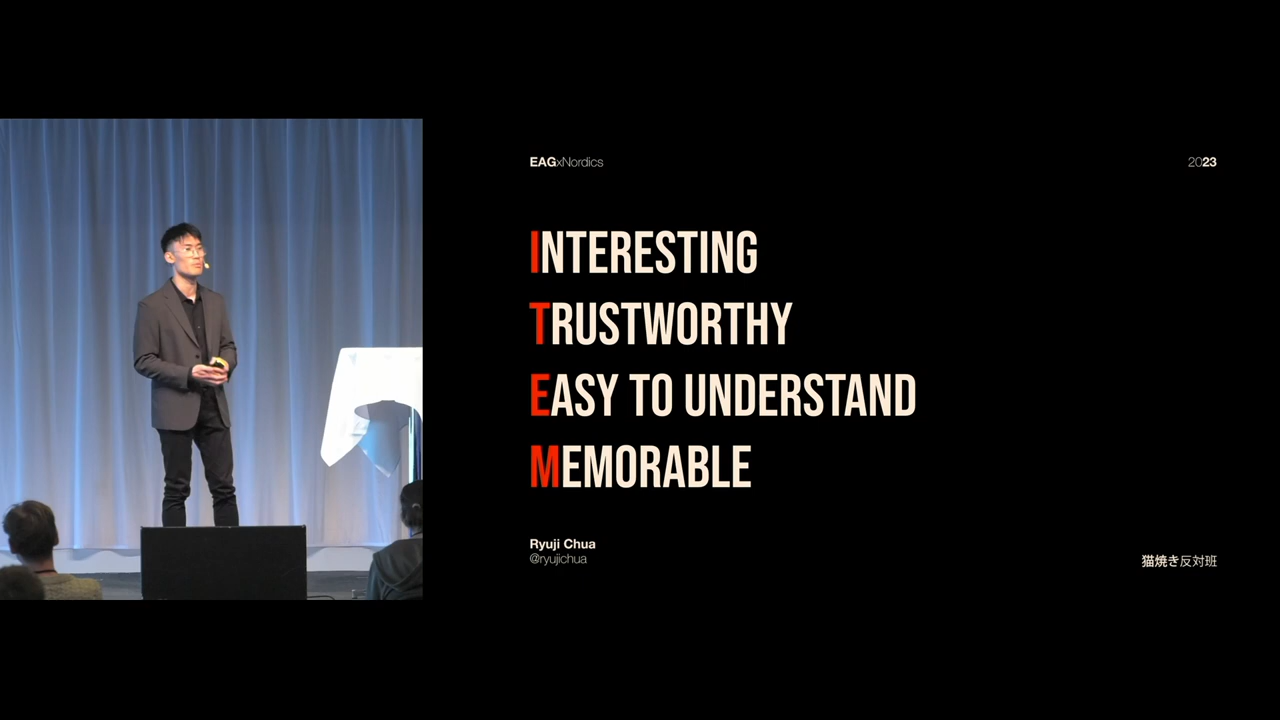 EAGxNordics
2023
INTERESTING
TRUSTWORTHY
EASY TO UNDERSTAND
MEMORABLE
Ryuji Chua
@ryujichua
猫焼き反対班